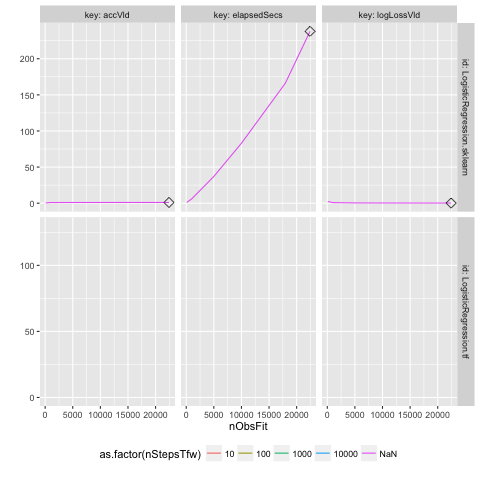 key: accVld key: elapsedSecs key: logLossVld
200
150
100
50
0
id: LogisticRegression.sklearn
100
50
0
id: LogisticRegression.tf
0 5000 10000 15000 20000 0 5000 10000 15000 20000 0 5000 10000 15000 20000
nObsFit
as.factor(nStepsTfw) 10 100 1000 10000 NaN